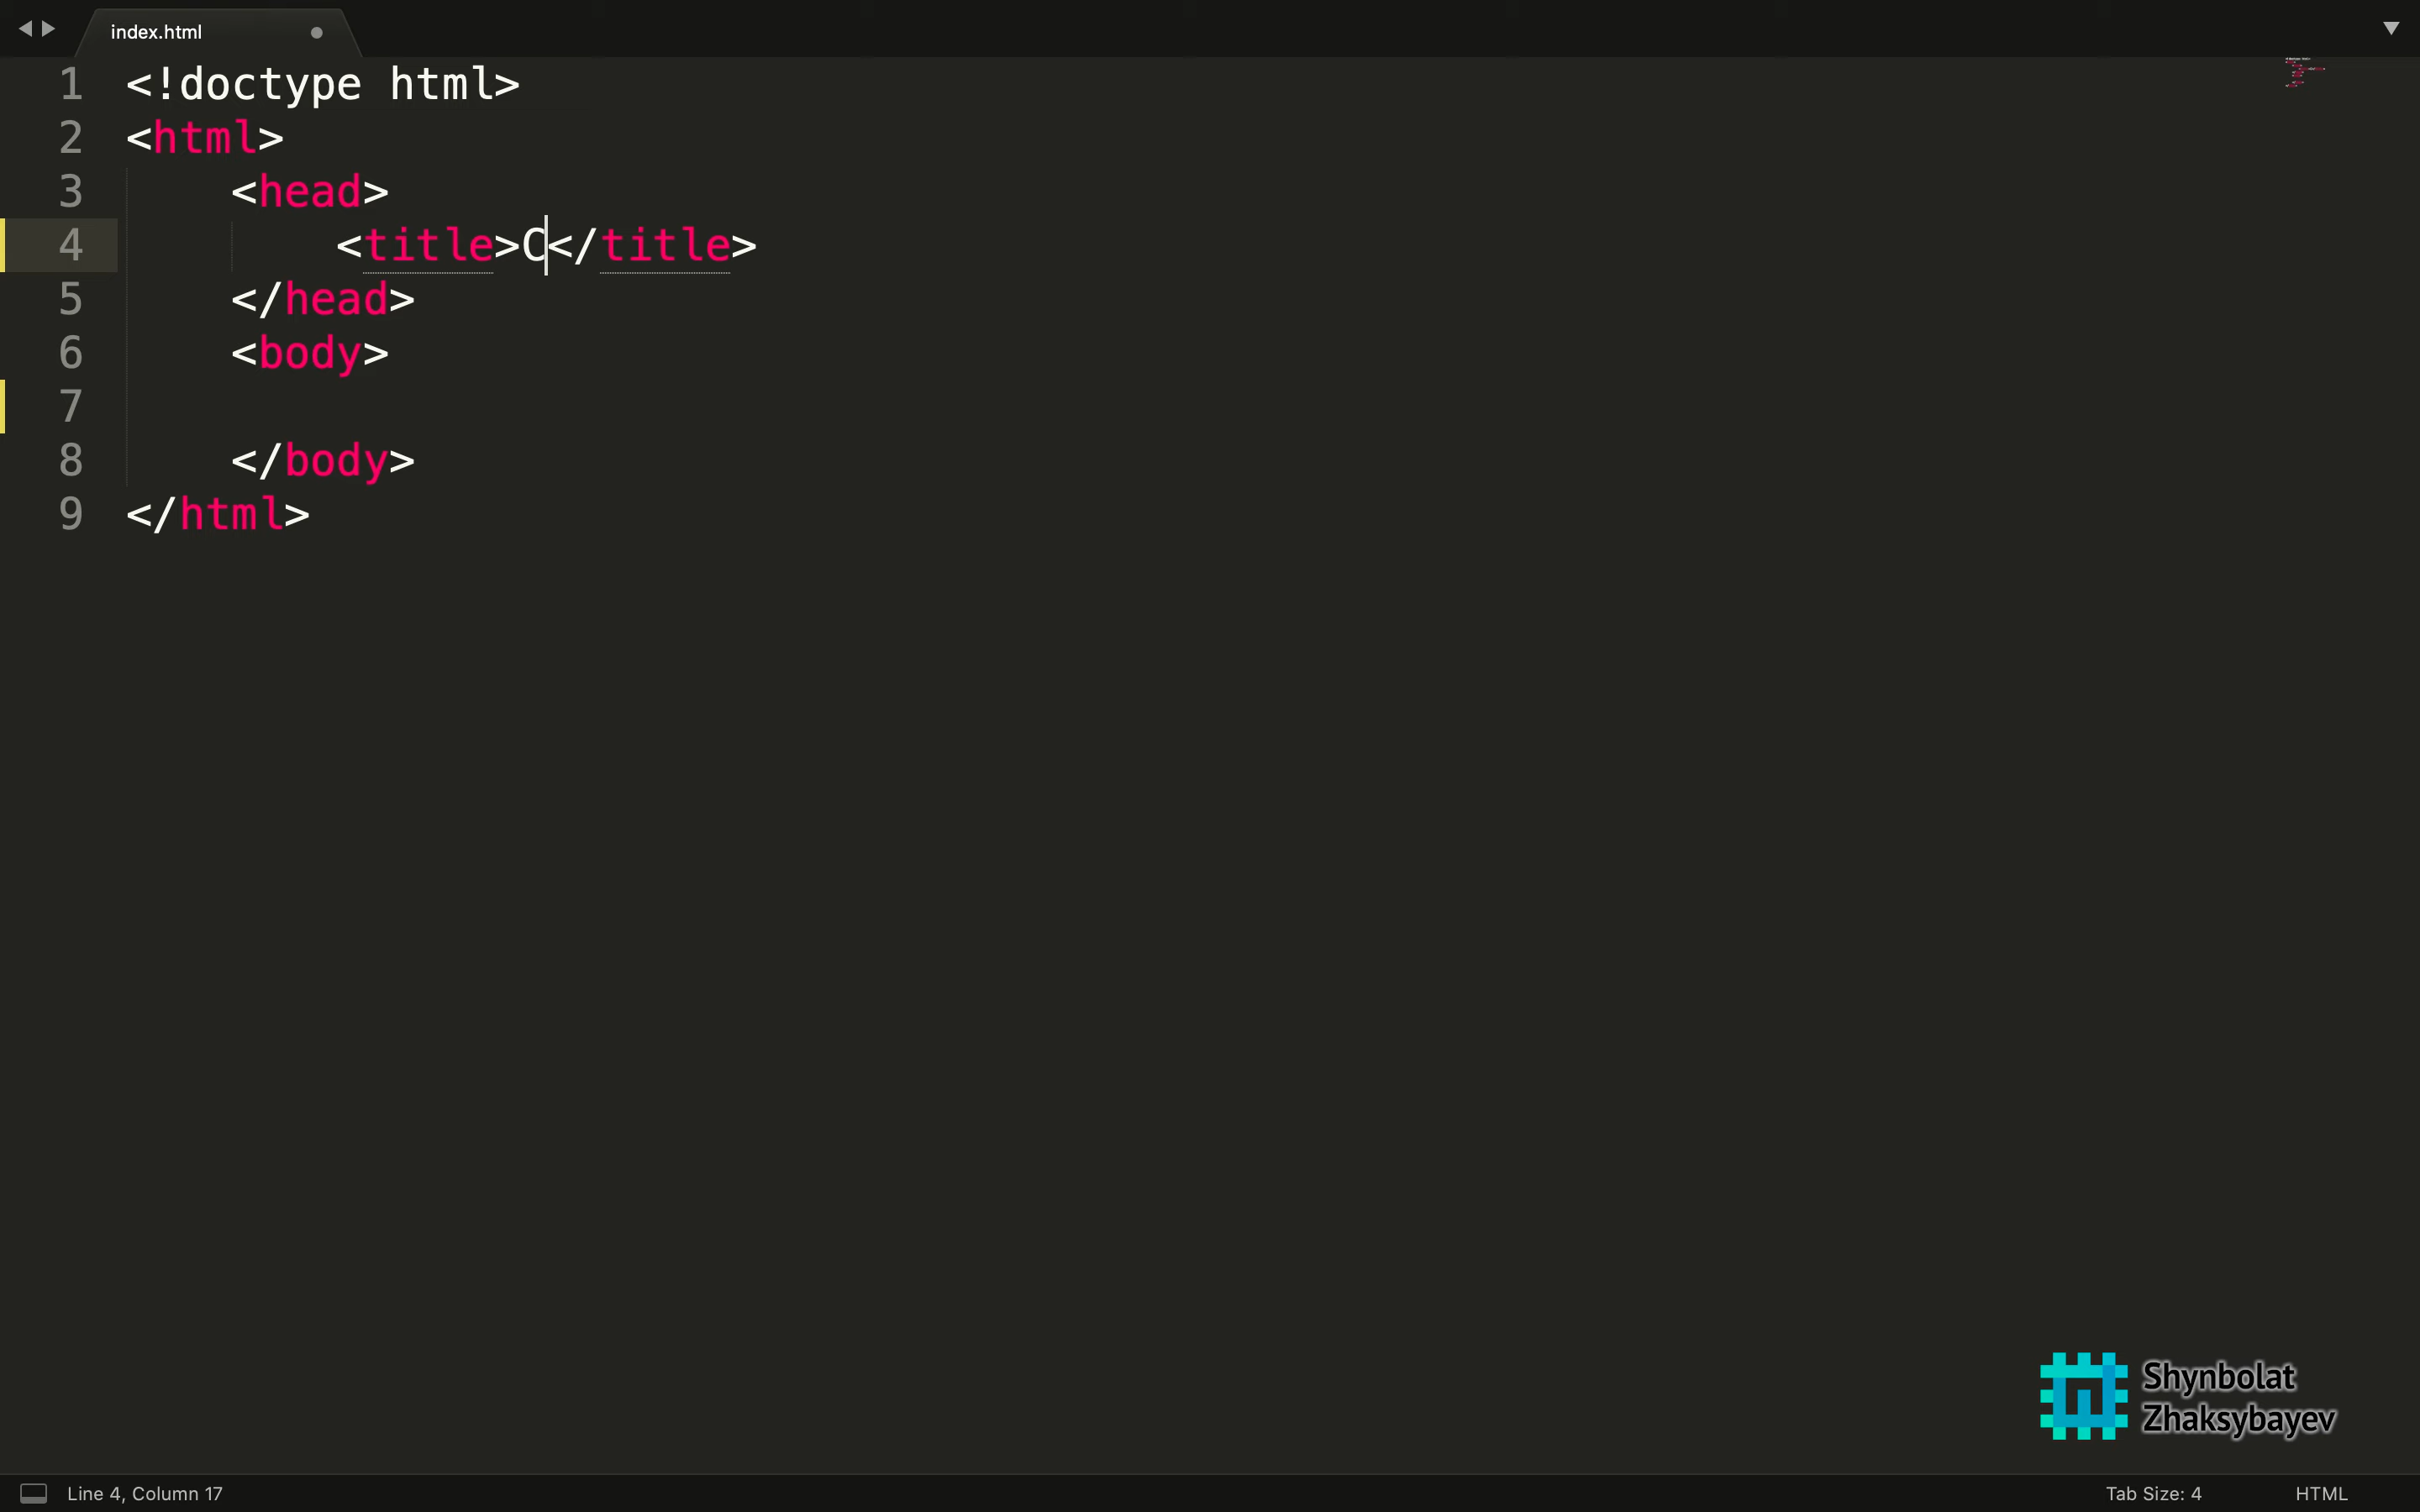 index.html
1 <!doctype html>
2 <html>
3 <head>
4 <title>C</title>
5 </head>
6 <body>
7
8 </body>
9 </html>
Shynbolat
Zhaksybayev
Line 4, Column 17
Tab Size: 4
HTML